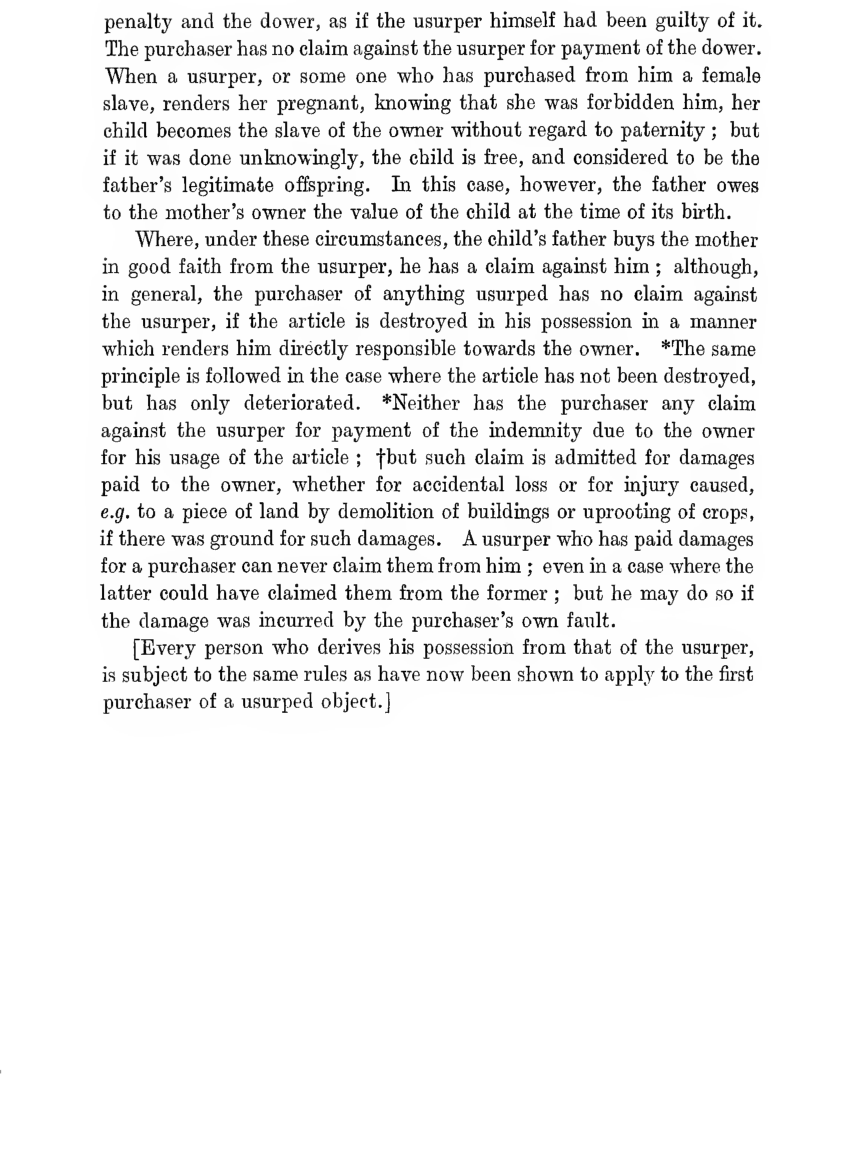 penalty and the dower, as if the usurper himself had been guilty of it.
The purchaser has no claim against the usurper for payment of the dower.
When a usurper, or some one who has purchased from him a female
slave, renders her pregnant, knowing that she was forbidden him, her
child becomes the slave of the owner without regard to paternity ; but
if it was done unknowingly, the child is free, and considered to be the
father's legitimate offspring. In this case, however, the father owes
to the mother's owner the value of the child at the time of its birth.
Where, under these circumstances, the child's father buys the mother
in good faith from the usurper, he has a claim against him ; although,
in general, the purchaser of anything usurped has no claim against
the usurper, if the article is destroyed in his possession in a manner
which renders him directly responsible towards the owner. *The same
principle is followed in the case where the article has not been destroyed,
but has only deteriorated. *Neither has the purchaser any claim
against the usurper for payment of the indemnity due to the owner
for his usage of the article ; †but such claim is admitted for damages
paid to the owner, whether for accidental loss or for injury caused,
e.g. to a piece of land by demolition of buildings or uprooting of crops,
if there was ground for such damages. A usurper who has paid damages
for a purchaser can never claim them from him ; even in a case where the
latter could have claimed them from the former ; but he may do so if
the damage was incurred by the purchaser's own fault.
[Every person who derives his possession from that of the usurper,
is subject to the same rules as have now been shown to apply to the first
purchaser of a usurped object.]